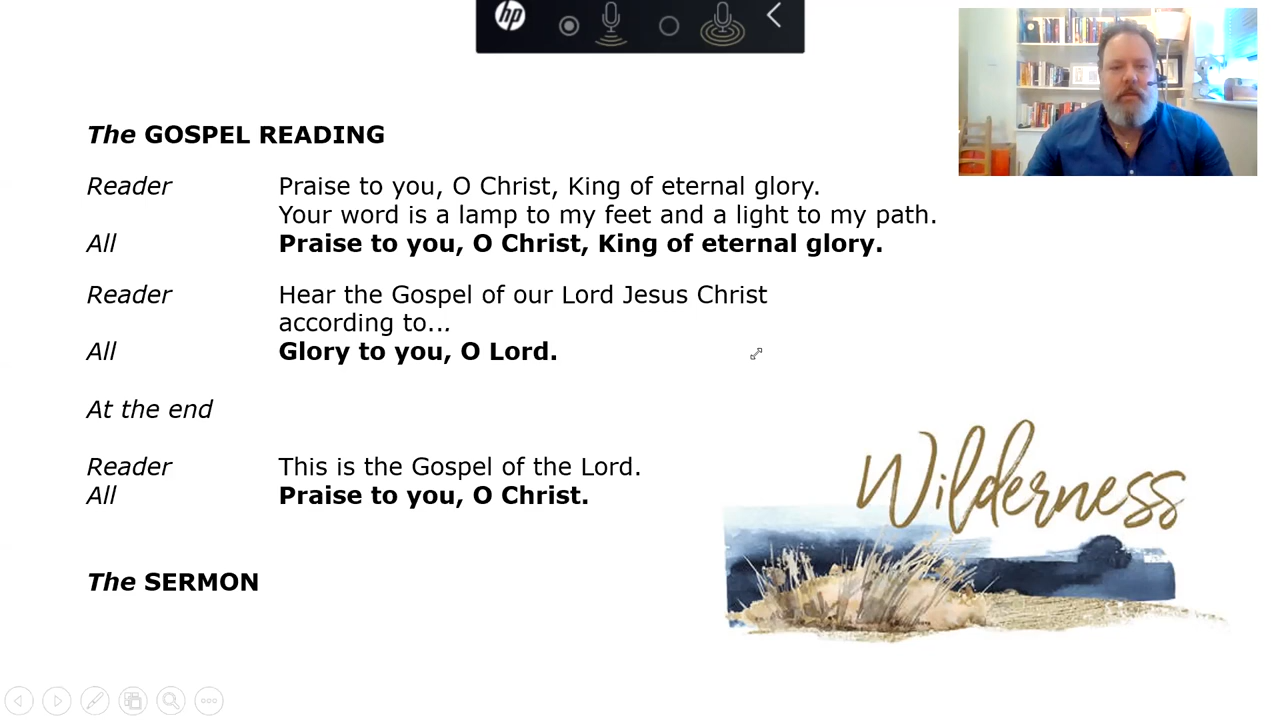 hp
The GOSPEL READING
Reader Praise to you, O Christ, King of eternal glory.
Your word is a lamp to my feet and a light to my path.
All Praise to you, O Christ, King of eternal glory.
Reader Hear the Gospel of our Lord Jesus Christ
according to...
All Glory to you, O Lord.
At the end
Reader This is the Gospel of the Lord.
All Praise to you, O Christ.
Wilderness
The SERMON